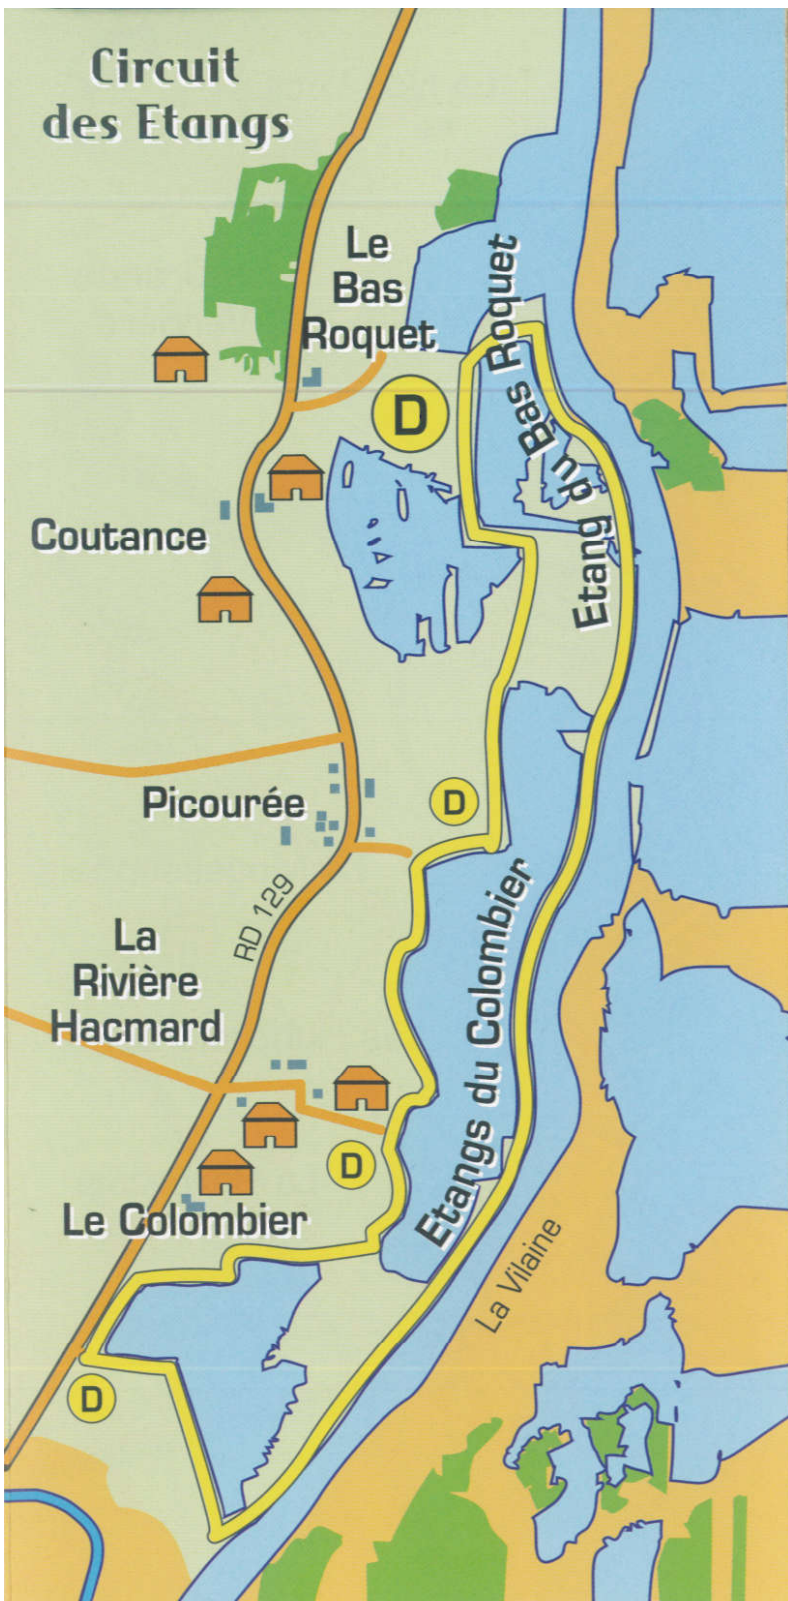 Circuit
des Etangs
Le
Bas
Roquet
D
Etang du Bas Roquet
Coutance
Picourée
D
RD 129
La
Rivière
Hacmard
Etangs du Colombier
D
Le Colombier
La Vilaine
D